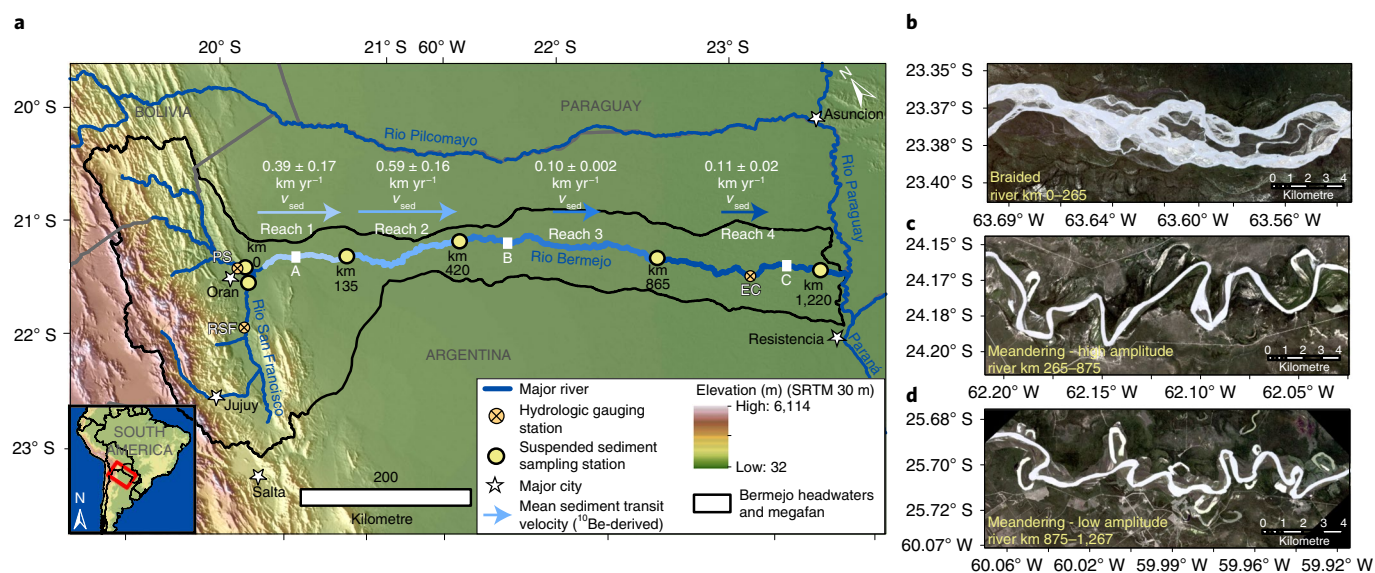 a
20° S
21° S
60° W
22° S
23° S
20° S
21° S
22° S
23° S
N
BOLIVIA
PARAGUAY
Asuncion
Rio Pilcomayo
Rio Paraguay
0.39 ± 0.17
km yr⁻¹
v_sed
0.59 ± 0.16
km yr⁻¹
v_sed
0.10 ± 0.002
km yr⁻¹
v_sed
0.11 ± 0.02
km yr⁻¹
v_sed
Reach 1
Reach 2
Reach 3
Reach 4
PS
km
0
Oran
A
km
135
km
420
B
Rio Bermejo
km
865
EC
C
km
1,220
RSF
Rio San Francisco
Resistencia
Paraná
ARGENTINA
Jujuy
Salta
SOUTH
AMERICA
N
200
Kilometre
Major river
Hydrologic gauging
station
Suspended sediment
sampling station
Major city
Mean sediment transit
velocity (¹⁰Be-derived)
Elevation (m) (SRTM 30 m)
High: 6,114
Low: 32
Bermejo headwaters
and megafan
b
23.35° S
23.37° S
23.38° S
23.40° S
Braided
river km 0–265
0 1 2 3 4
Kilometre
63.69° W
63.64° W
63.60° W
63.56° W
c
24.15° S
24.17° S
24.18° S
24.20° S
Meandering –high amplitude
river km 265–875
0 1 2 3 4
Kilometre
62.20° W
62.15° W
62.10° W
62.05° W
d
25.68° S
25.70° S
25.72° S
60.07° W
Meandering - low amplitude
river km 875–1,267
0 1 2 3 4
Kilometre
60.06° W
60.02° W
59.99° W
59.96° W
59.92° W